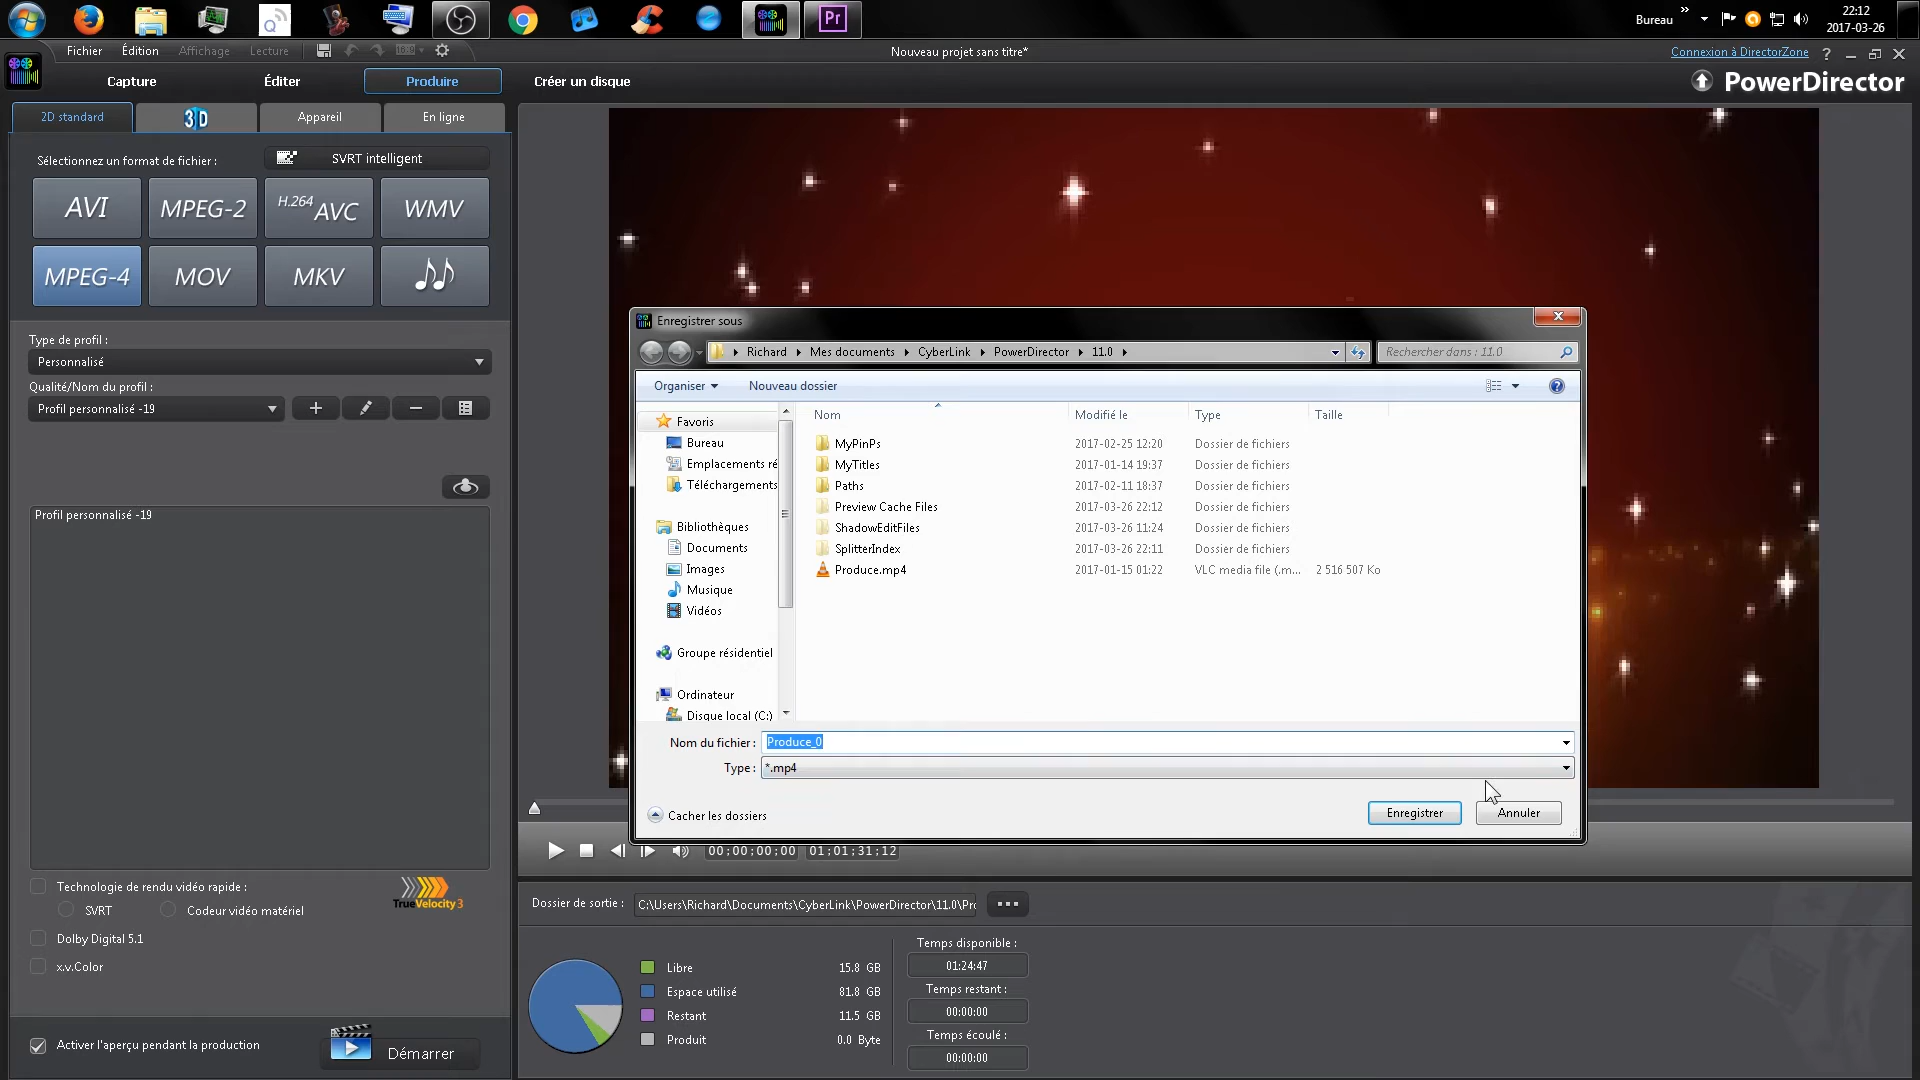 Pr
Bureau
»
22:12
2017-03-26
Fichier
Édition
Affichage
Lecture
16:9
Nouveau projet sans titre*
Connexion à DirectorZone
?
Capture
Éditer
Produire
Créer un disque
PowerDirector
2D standard
3D
Appareil
En ligne
Sélectionnez un format de fichier :
SVRT intelligent
AVI
MPEG-2
H.264 AVC
WMV
MPEG-4
MOV
MKV
Type de profil :
Personnalisé
Qualité/Nom du profil :
Profil personnalisé -19
Profil personnalisé -19
Technologie de rendu vidéo rapide :
TrueVelocity 3
SVRT
Codeur vidéo matériel
Dolby Digital 5.1
x.v.Color
Activer l'aperçu pendant la production
Démarrer
Enregistrer sous
Richard
Mes documents
CyberLink
PowerDirector
11.0
Rechercher dans : 11.0
Organiser
Nouveau dossier
Favoris
Bureau
Emplacements ré
Téléchargements
Bibliothèques
Documents
Images
Musique
Vidéos
Groupe résidentiel
Ordinateur
Disque local (C:)
Nom
Modifié le
Type
Taille
MyPinPs
2017-02-25 12:20
Dossier de fichiers
MyTitles
2017-01-14 19:37
Dossier de fichiers
Paths
2017-02-11 18:37
Dossier de fichiers
Preview Cache Files
2017-03-26 22:12
Dossier de fichiers
ShadowEditFiles
2017-03-26 11:24
Dossier de fichiers
SplitterIndex
2017-03-26 22:11
Dossier de fichiers
Produce.mp4
2017-01-15 01:22
VLC media file (.m...
2 516 507 Ko
Nom du fichier :
Produce_0
Type :
*.mp4
Cacher les dossiers
Enregistrer
Annuler
00;00;00;00
01;01;31;12
Dossier de sortie :
C:\Users\Richard\Documents\CyberLink\PowerDirector\11.0\Prc
Libre
15.8 GB
Espace utilisé
81.8 GB
Restant
11.5 GB
Produit
0.0 Byte
Temps disponible :
01:24:47
Temps restant :
00:00:00
Temps écoulé :
00:00:00